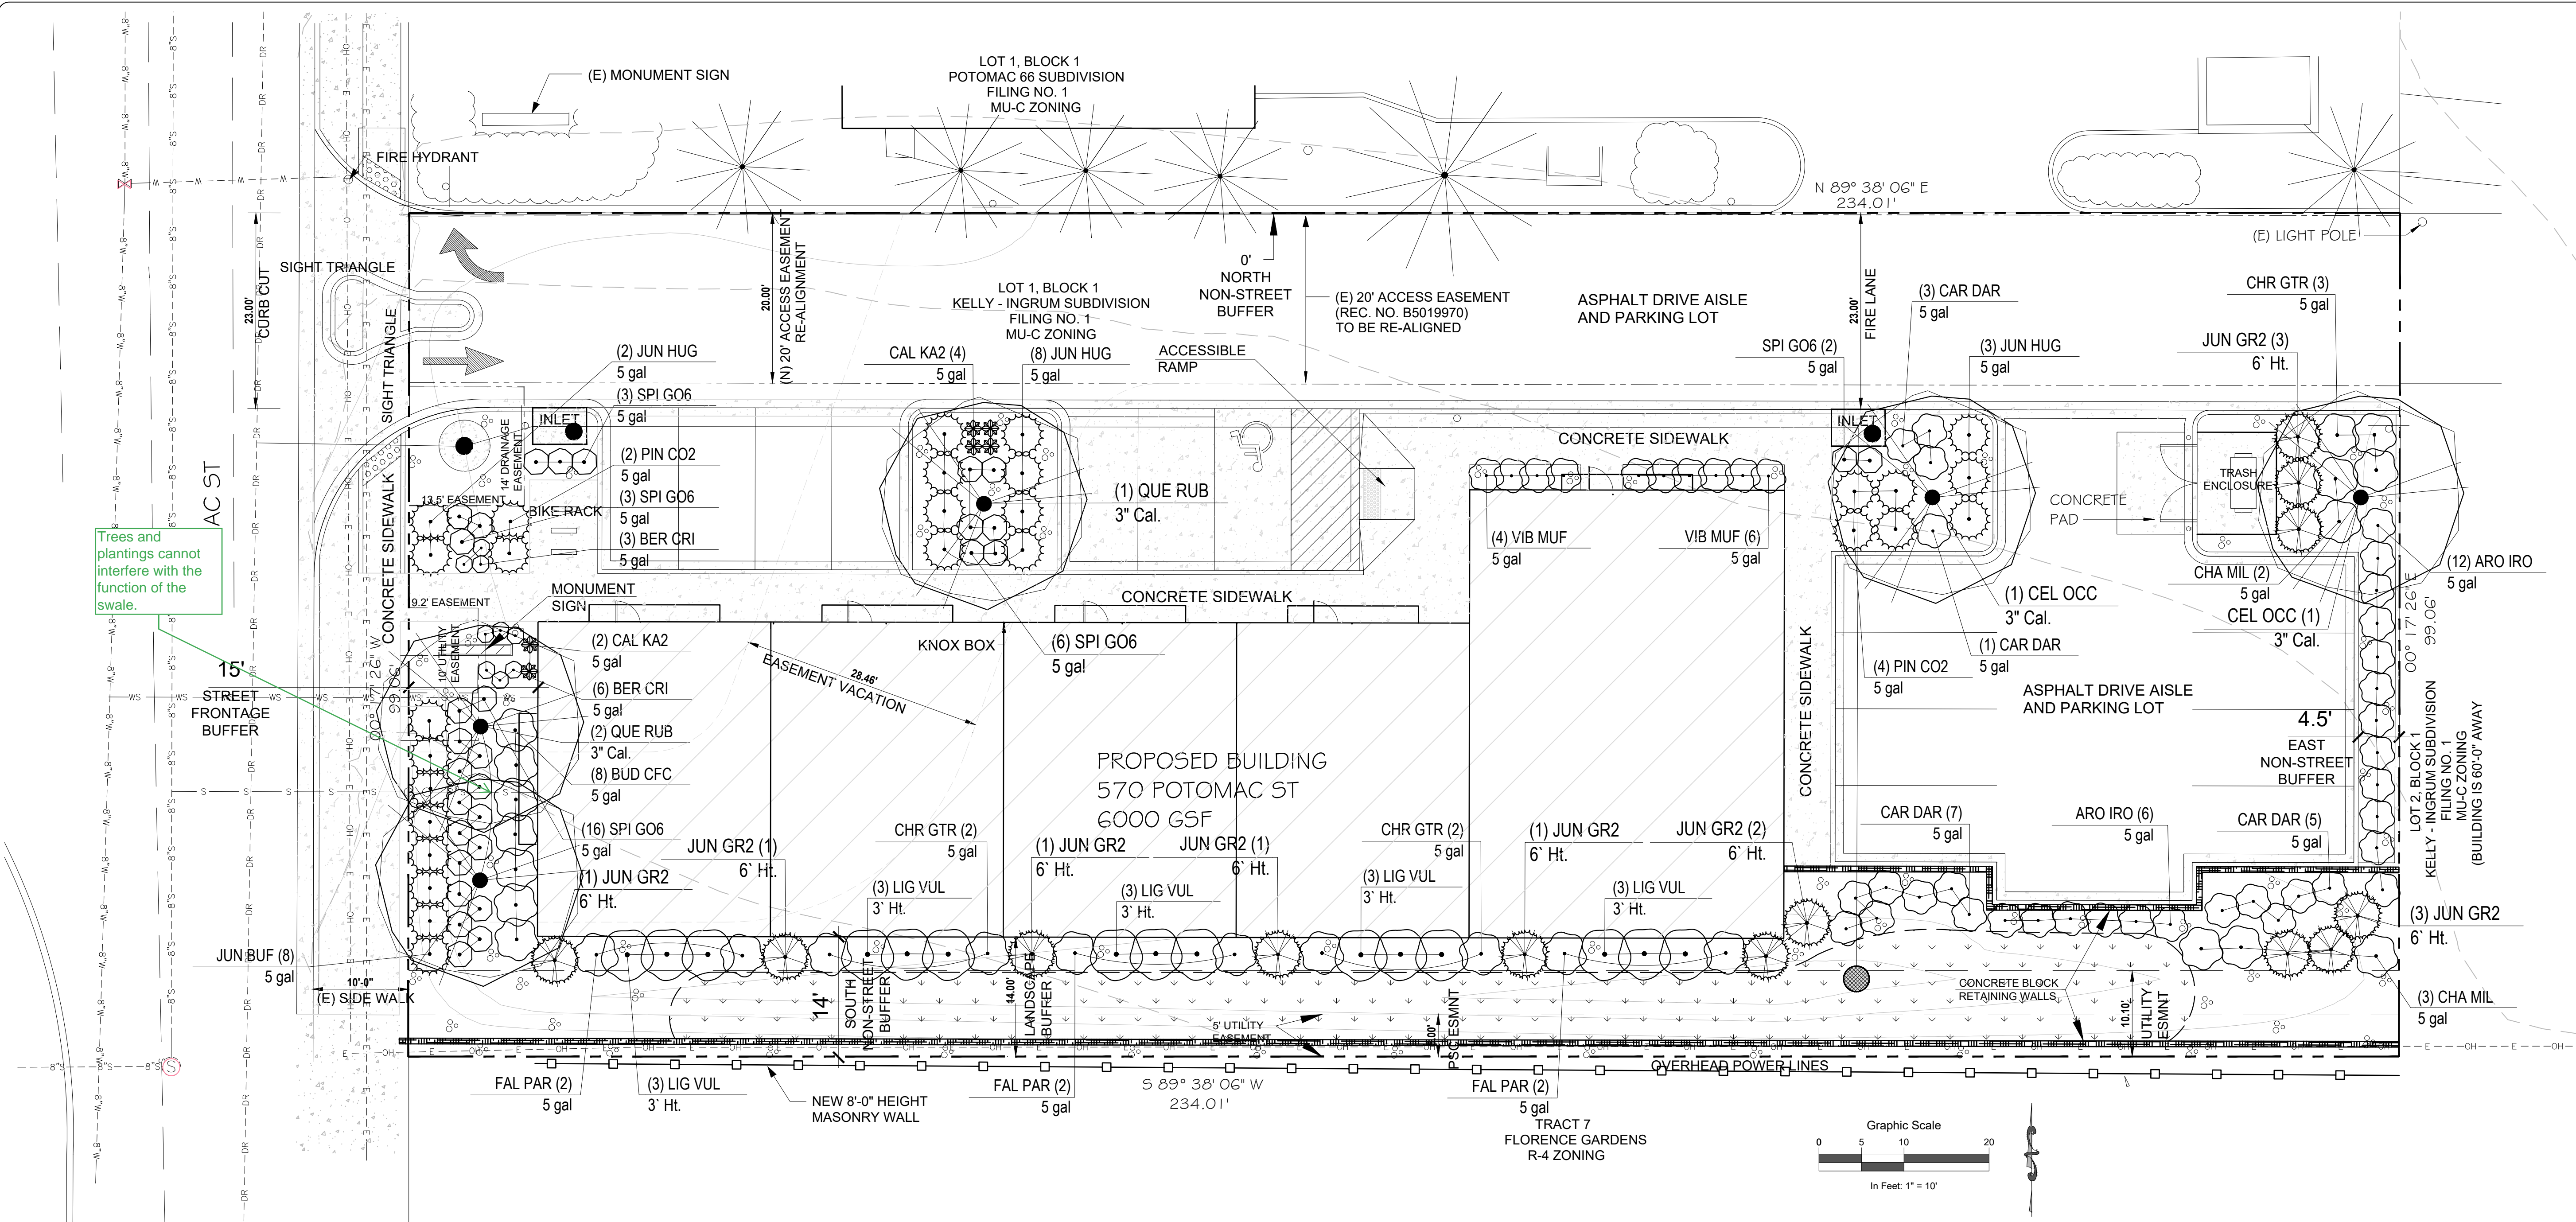 (E) MONUMENT SIGN
LOT 1, BLOCK 1
POTOMAC 66 SUBDIVISION
FILING NO. 1
MU-C ZONING
FIRE HYDRANT
N 89° 38' 06" E
234.01'
(E) LIGHT POLE
SIGHT TRIANGLE
23.00'
CURB CUT
SIGHT TRIANGLE
20.00'
(N) 20' ACCESS EASEMENT
RE-ALIGNMENT
0'
NORTH
NON-STREET
BUFFER
LOT 1, BLOCK 1
KELLY - INGRUM SUBDIVISION
FILING NO. 1
MU-C ZONING
(E) 20' ACCESS EASEMENT
(REC. NO. B5019970)
TO BE RE-ALIGNED
ASPHALT DRIVE AISLE
AND PARKING LOT
23.00'
FIRE LANE
(3) CAR DAR
5 gal
CHR GTR (3)
5 gal
(2) JUN HUG
5 gal
CAL KA2 (4)
5 gal
(8) JUN HUG
5 gal
ACCESSIBLE
RAMP
SPI GO6 (2)
5 gal
(3) JUN HUG
5 gal
JUN GR2 (3)
6` Ht.
(3) SPI GO6
5 gal
INLET
INLET
14' DRAINAGE
EASEMENT
CONCRETE SIDEWALK
(2) PIN CO2
5 gal
AC ST
CONCRETE SIDEWALK
13.5' EASEMENT
BIKE RACK
(3) SPI GO6
5 gal
(1) QUE RUB
3" Cal.
TRASH
ENCLOSURE
CONCRETE
PAD
(3) BER CRI
5 gal
(4) VIB MUF
5 gal
VIB MUF (6)
5 gal
Trees and
plantings cannot
interfere with the
function of the
swale.
(12) ARO IRO
5 gal
CHA MIL (2)
5 gal
9.2' EASEMENT
MONUMENT
SIGN
CONCRETE SIDEWALK
(1) CEL OCC
3" Cal.
CEL OCC (1)
3" Cal.
00° 17' 26" E
99.06'
10' UTILITY
EASEMENT
(2) CAL KA2
5 gal
KNOX BOX
(6) SPI GO6
5 gal
CONCRETE SIDEWALK
(1) CAR DAR
5 gal
(4) PIN CO2
5 gal
28.46'
EASEMENT VACATION
15'
STREET
FRONTAGE
BUFFER
00° 17' 26" W
99.06'
(6) BER CRI
5 gal
ASPHALT DRIVE AISLE
AND PARKING LOT
(2) QUE RUB
3" Cal.
4.5'
EAST
NON-STREET
BUFFER
LOT 2, BLOCK 1
KELLY - INGRUM SUBDIVISION
FILING NO. 1
MU-C ZONING
(BUILDING IS 60'-0" AWAY
PROPOSED BUILDING
570 POTOMAC ST
6000 GSF
(8) BUD CFC
5 gal
(16) SPI GO6
5 gal
CHR GTR (2)
5 gal
CHR GTR (2)
5 gal
CAR DAR (7)
5 gal
ARO IRO (6)
5 gal
CAR DAR (5)
5 gal
JUN GR2 (1)
6` Ht.
(1) JUN GR2
6` Ht.
JUN GR2 (1)
6` Ht.
(1) JUN GR2
6` Ht.
JUN GR2 (2)
6` Ht.
(1) JUN GR2
6` Ht.
(3) LIG VUL
3` Ht.
(3) LIG VUL
3` Ht.
(3) LIG VUL
3` Ht.
(3) LIG VUL
3` Ht.
(3) JUN GR2
6` Ht.
JUN BUF (8)
5 gal
10'-0"
(E) SIDE WALK
14'
SOUTH
NON-STREET
BUFFER
14.00'
LANDSCAPE
BUFFER
5' UTILITY
EASEMENT
PSC ESMNT
CONCRETE BLOCK
RETAINING WALLS
10.10'
UTILITY
ESMNT
(3) CHA MIL
5 gal
OVERHEAD POWER LINES
FAL PAR (2)
5 gal
(3) LIG VUL
3` Ht.
NEW 8'-0" HEIGHT
MASONRY WALL
FAL PAR (2)
5 gal
S 89° 38' 06" W
234.01'
FAL PAR (2)
5 gal
TRACT 7
FLORENCE GARDENS
R-4 ZONING
Graphic Scale
0 5 10 20
In Feet: 1" = 10'